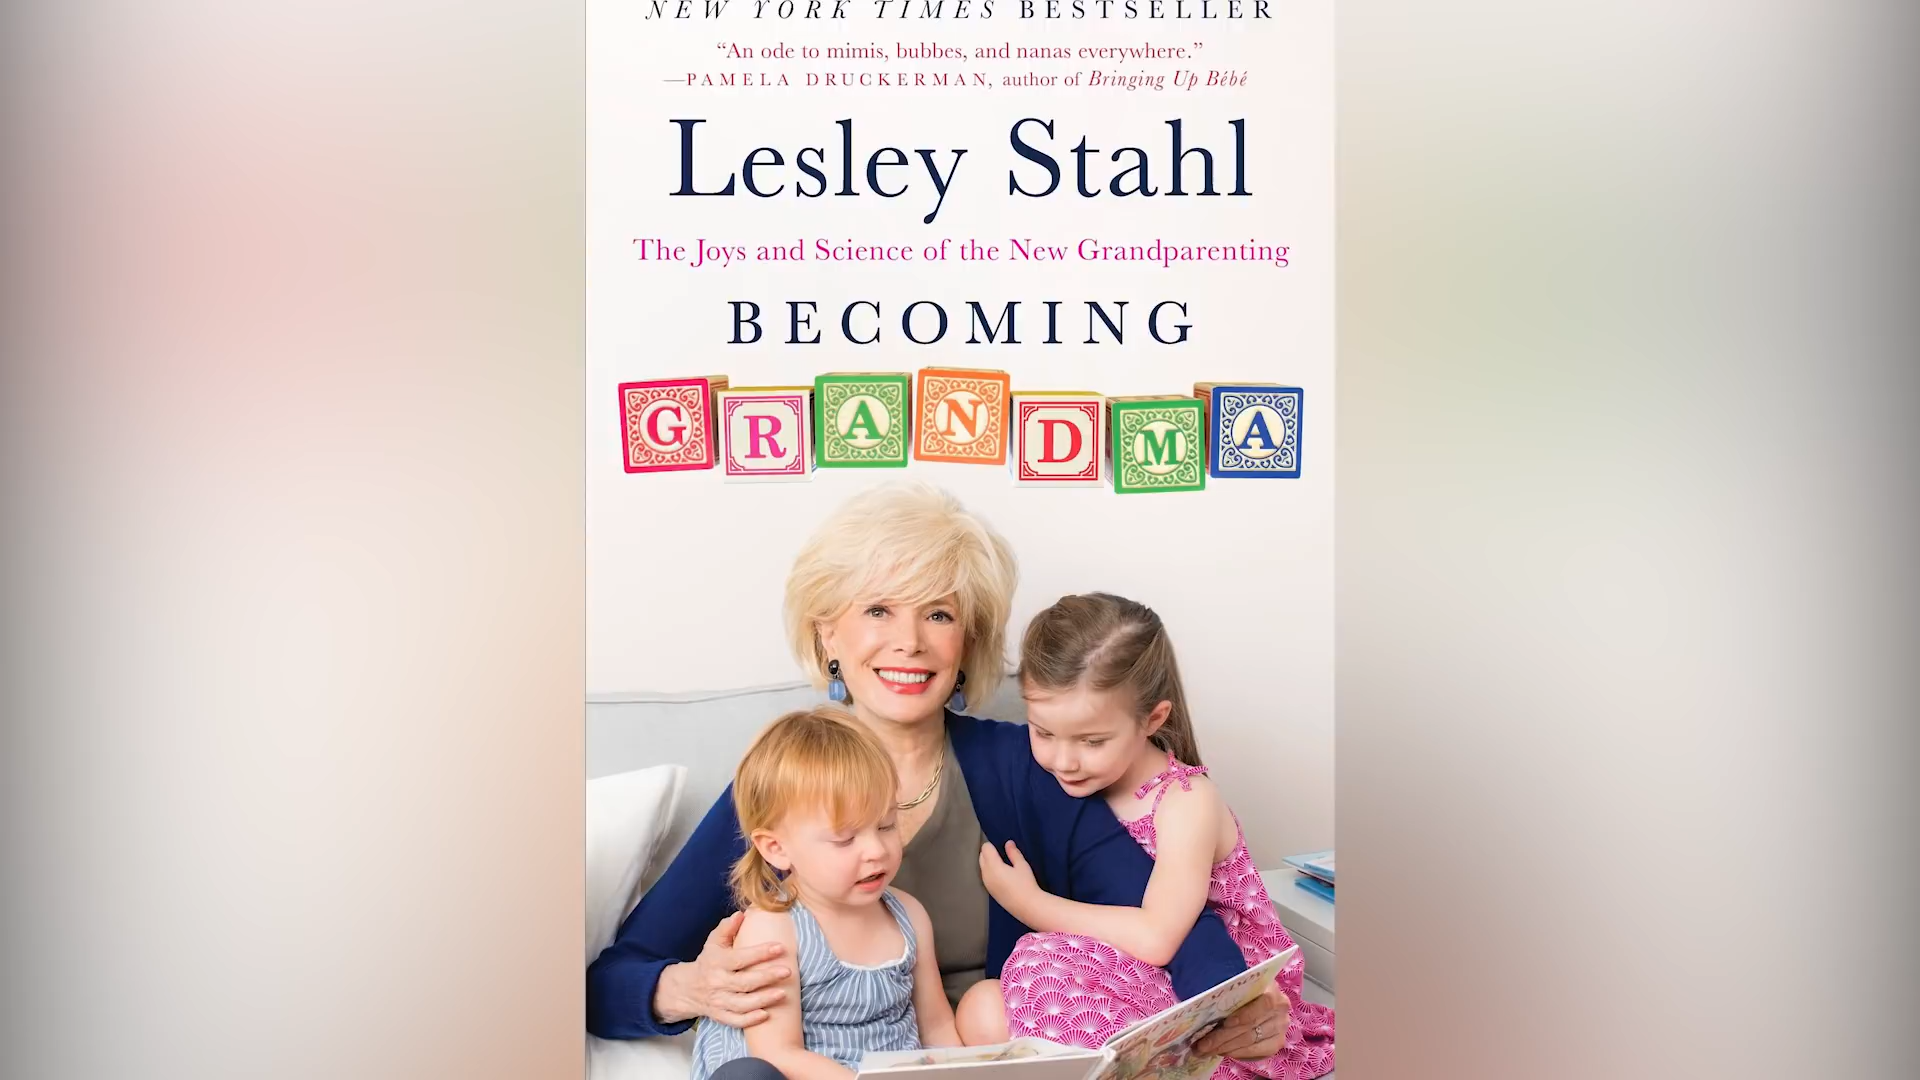 NEW YORK TIMES BESTSELLER
“An ode to mimis, bubbes, and nanas everywhere.”
—PAMELA DRUCKERMAN, author of Bringing Up Bébé
Lesley Stahl
The Joys and Science of the New Grandparenting
BECOMING
GRANDMA